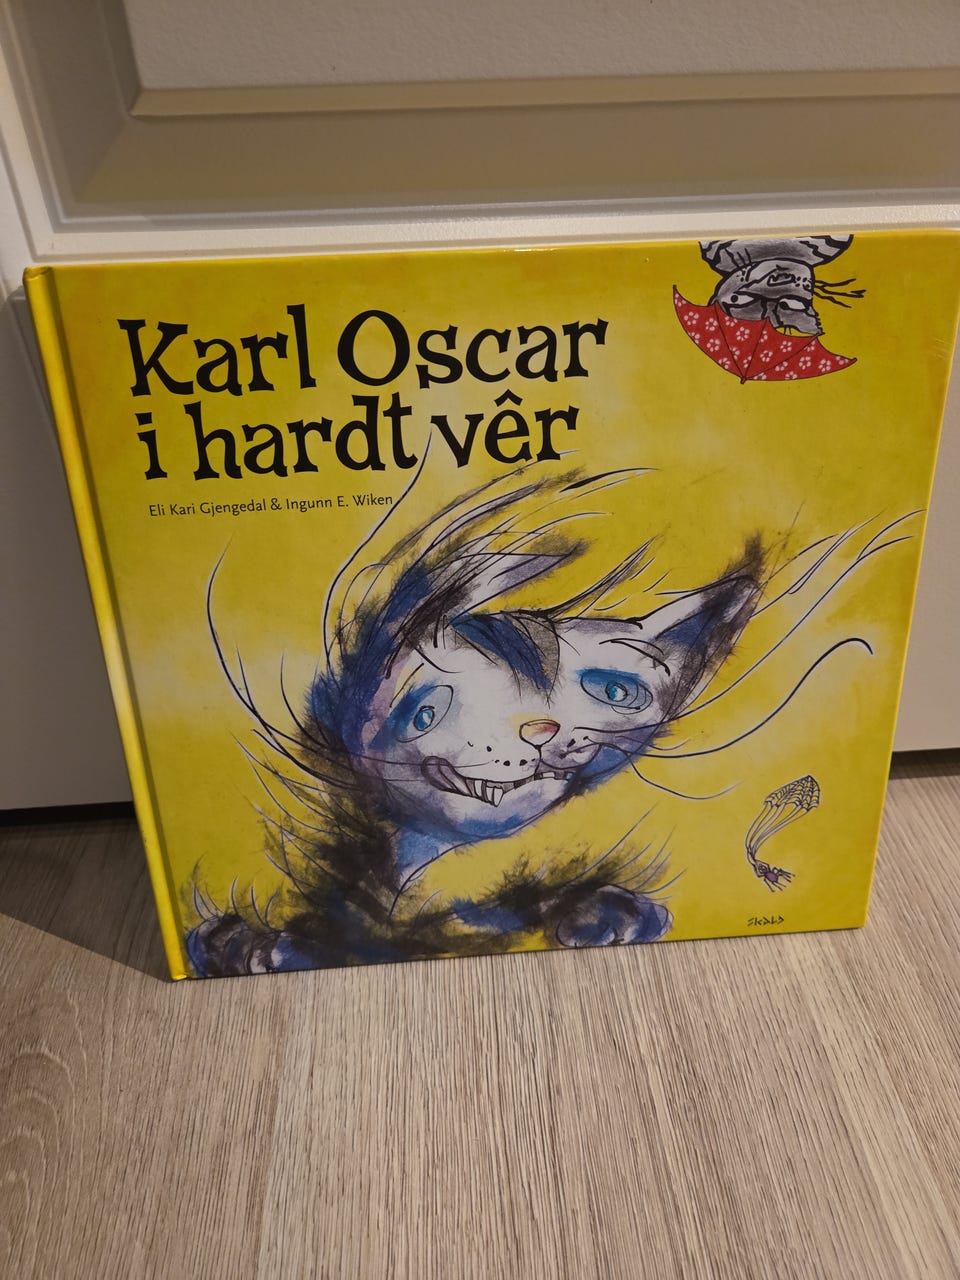 Karl Oscar
i hardt vêr
Eli Kari Gjengedal & Ingunn E. Wiken
SKALD